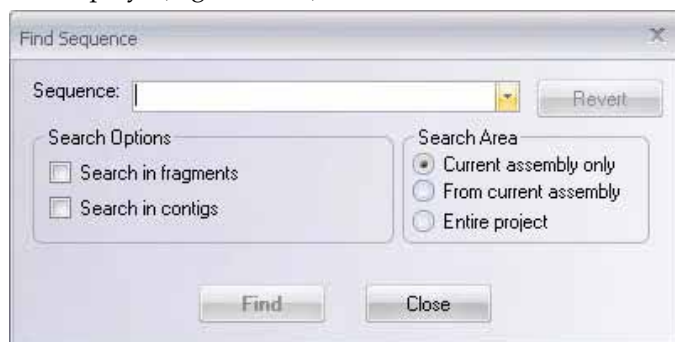 Find Sequence
Sequence:
Revert
Search Options
Search in fragments
Search in contigs
Search Area
Current assembly only
From current assembly
Entire project
Find
Close